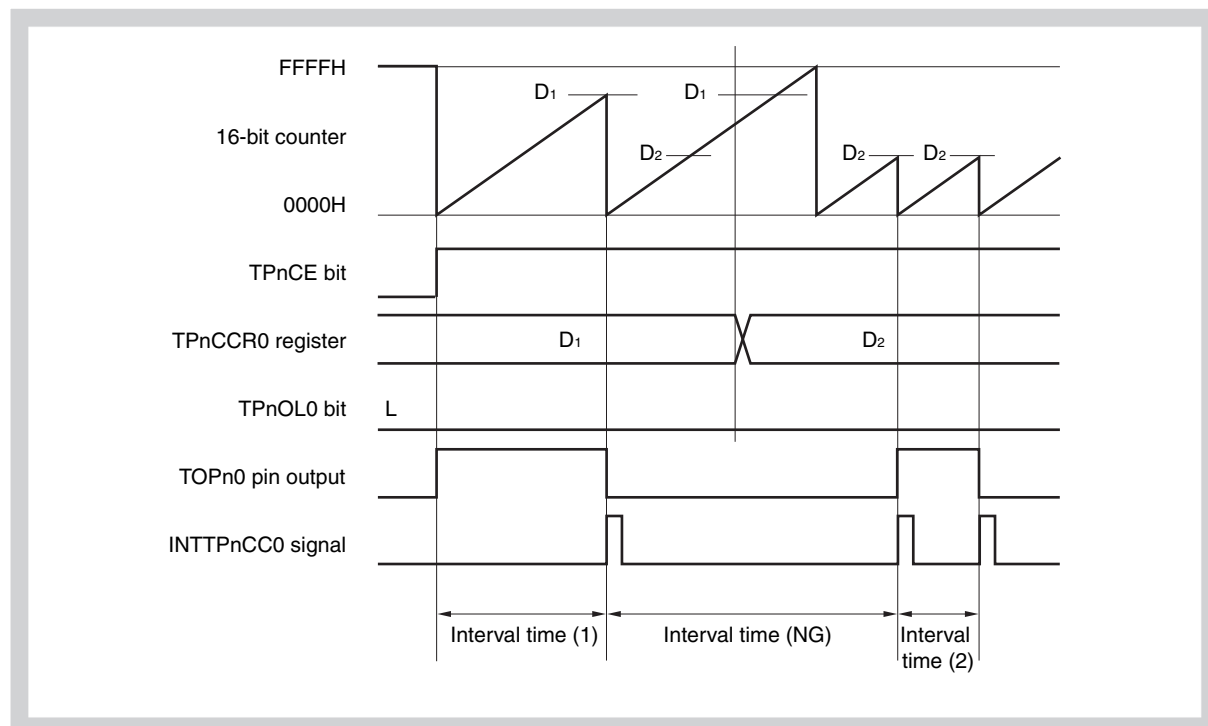 FFFFH
D1
D1
16-bit counter
D2
D2
D2
0000H
TPnCE bit
TPnCCR0 register
D1
D2
TPnOL0 bit
L
TOPn0 pin output
INTTPnCC0 signal
Interval time (1)
Interval time (NG)
Interval
time (2)